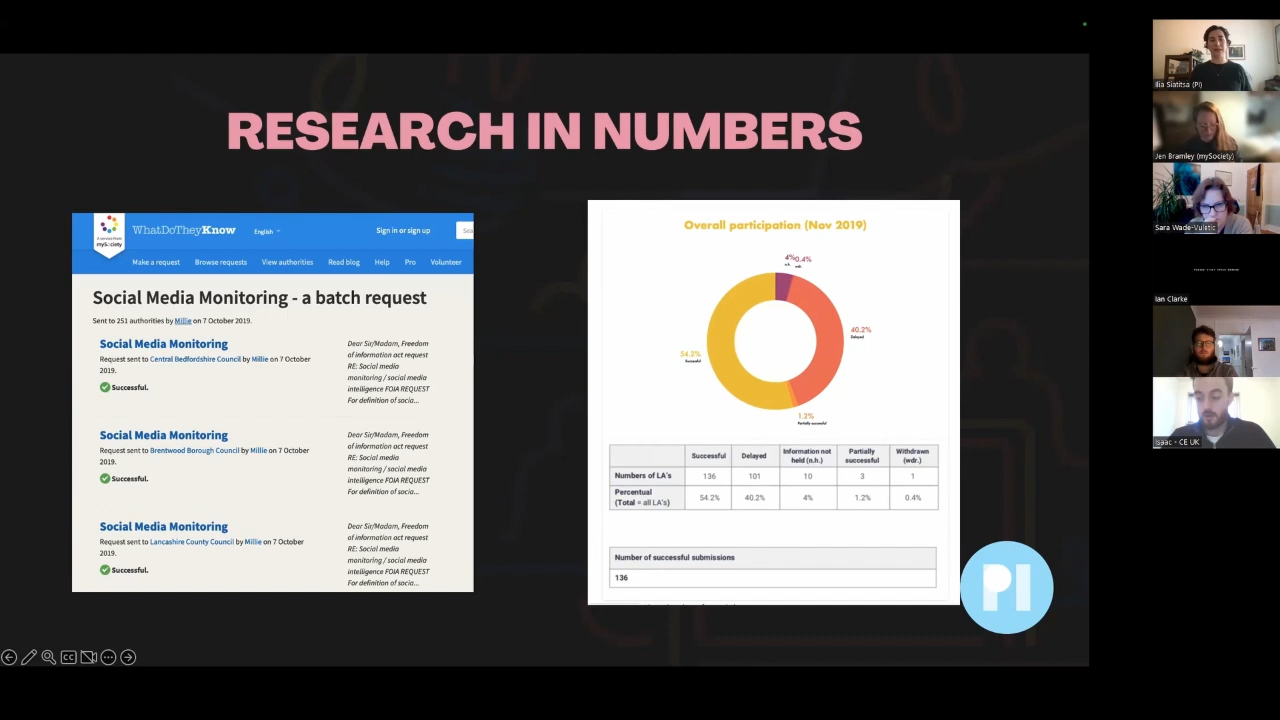 RESEARCH IN NUMBERS
A service from
mySociety
WhatDoTheyKnow
English
Sign in or sign up
Sea
Make a request
Browse requests
View authorities
Read blog
Help
Pro
Volunteer
Social Media Monitoring - a batch request
Sent to 251 authorities by Millie on 7 October 2019.
Social Media Monitoring
Request sent to Central Bedfordshire Council by Millie on 7 October
2019.
Successful.
Dear Sir/Madam, Freedom
of information act request
RE: Social media
monitoring / social media
intelligence FOIA REQUEST
For definition of socia...
Social Media Monitoring
Request sent to Brentwood Borough Council by Millie on 7 October
2019.
Successful.
Dear Sir/Madam, Freedom
of information act request
RE: Social media
monitoring / social media
intelligence FOIA REQUEST
For definition of socia...
Social Media Monitoring
Request sent to Lancashire County Council by Millie on 7 October
2019.
Successful.
Dear Sir/Madam, Freedom
of information act request
RE: Social media
monitoring / social media
intelligence FOIA REQUEST
For definition of socia...
Overall participation (Nov 2019)
4%
n.h.
0.4%
wdr.
40.2%
Delayed
54.2%
Successful
1.2%
Partially successful
Successful Delayed Information not held (n.h.) Partially successful Withdrawn (wdr.)
Numbers of LA's 136 101 10 3 1
Percentual (Total = all LA's) 54.2% 40.2% 4% 1.2% 0.4%
Number of successful submissions
136
PI
CC
Ilia Siatitsa (PI)
Jen Bramley (mySociety)
Sara Wade-Vuletic
Ian Clarke
Isaac - CE UK